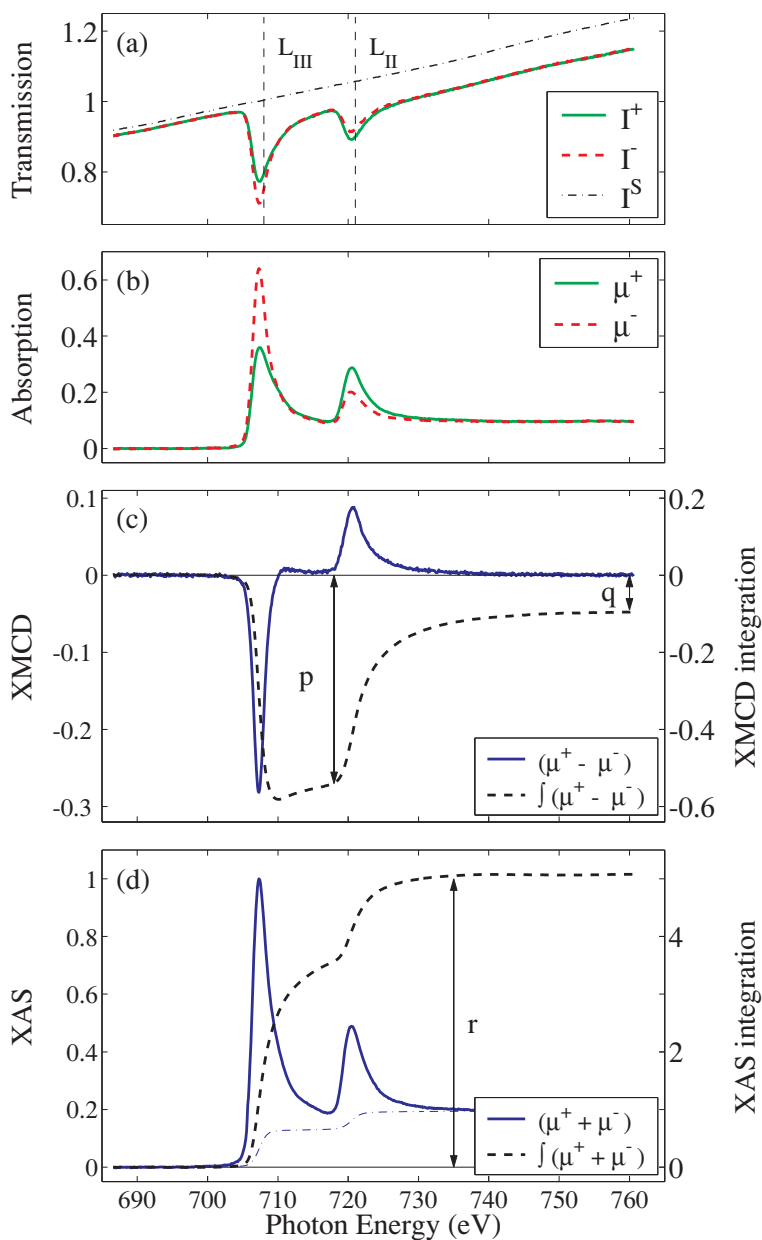 (a)
L_III
L_II
Transmission
1.2
1
0.8
I^+
I^-
I^S
(b)
Absorption
0.6
0.4
0.2
0
μ^+
μ^-
(c)
XMCD
0.1
0
-0.1
-0.2
-0.3
p
q
0.2
0
-0.2
-0.4
-0.6
XMCD integration
(μ^+ - μ^-)
∫(μ^+ - μ^-)
(d)
XAS
1
0.8
0.6
0.4
0.2
0
r
4
2
0
XAS integration
(μ^+ + μ^-)
∫(μ^+ + μ^-)
690 700 710 720 730 740 750 760
Photon Energy (eV)